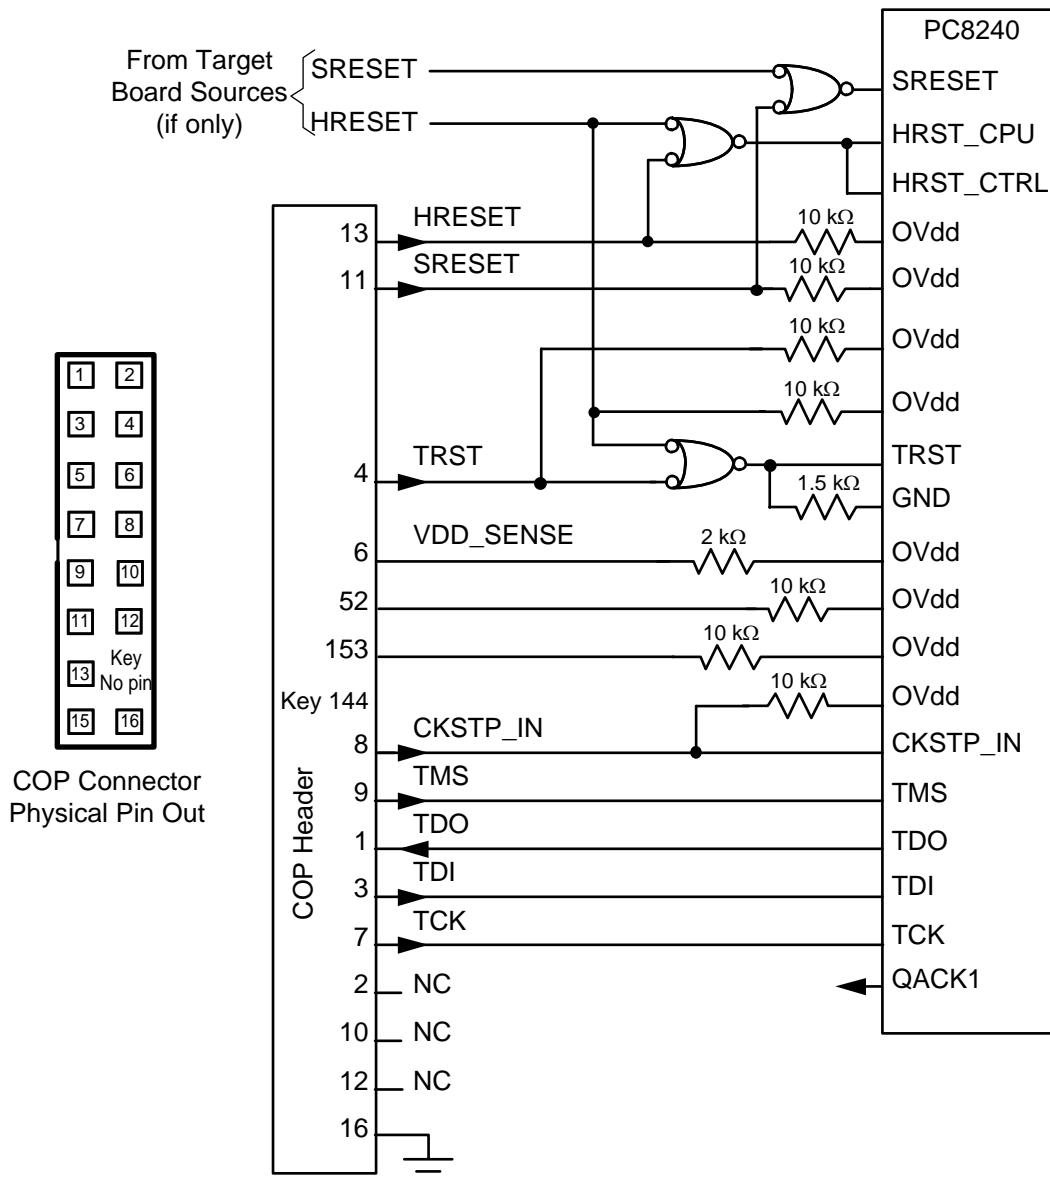 PC8240
From Target
Board Sources
(if only)
SRESET
HRESET
SRESET
HRST_CPU
HRST_CTRL
13
HRESET
10 kΩ
OVdd
11
SRESET
10 kΩ
OVdd
10 kΩ
OVdd
10 kΩ
OVdd
4
TRST
TRST
1.5 kΩ
GND
6
VDD_SENSE
2 kΩ
OVdd
52
10 kΩ
OVdd
153
10 kΩ
OVdd
Key 144
10 kΩ
OVdd
8
CKSTP_IN
CKSTP_IN
9
TMS
TMS
1
TDO
TDO
3
TDI
TDI
7
TCK
TCK
QACK1
2
NC
10
NC
12
NC
16
COP Header
1 2
3 4
5 6
7 8
9 10
11 12
13 Key
No pin
15 16
COP Connector
Physical Pin Out